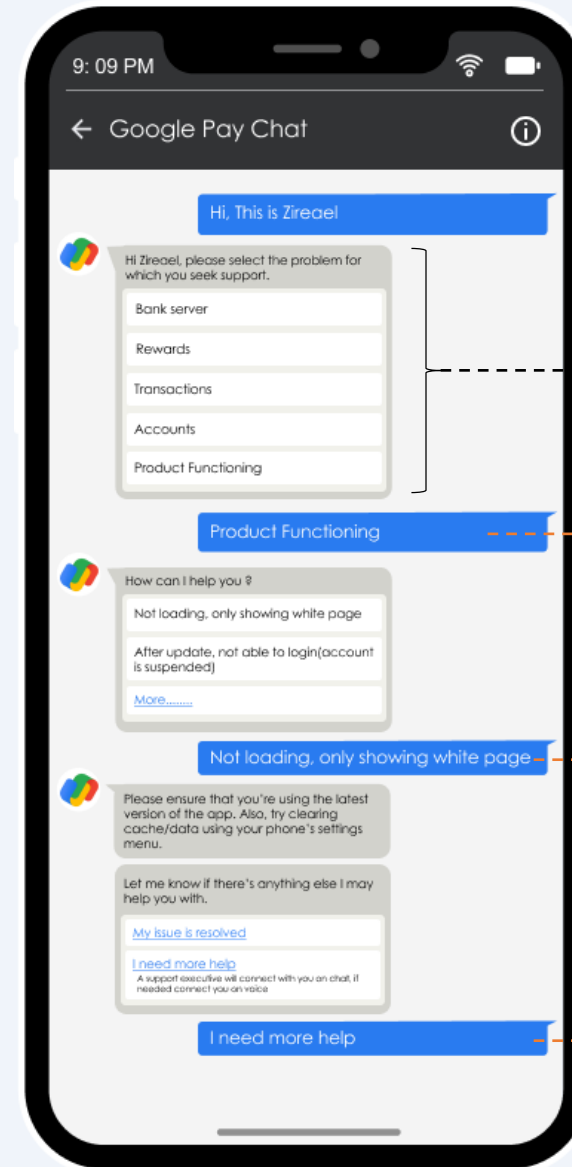 9: 09 PM
Google Pay Chat
Hi, This is Zireael
Hi Zireael, please select the problem for
which you seek support.
Bank server
Rewards
Transactions
Accounts
Product Functioning
Product Functioning
How can I help you ?
Not loading, only showing white page
After update, not able to login(account
is suspended)
More........
Not loading, only showing white page
Please ensure that you're using the latest
version of the app. Also, try clearing
cache/data using your phone's settings
menu.
Let me know if there's anything else I may
help you with.
My issue is resolved
I need more help
A support executive will connect with you on chat, if
needed connect you on voice
I need more help